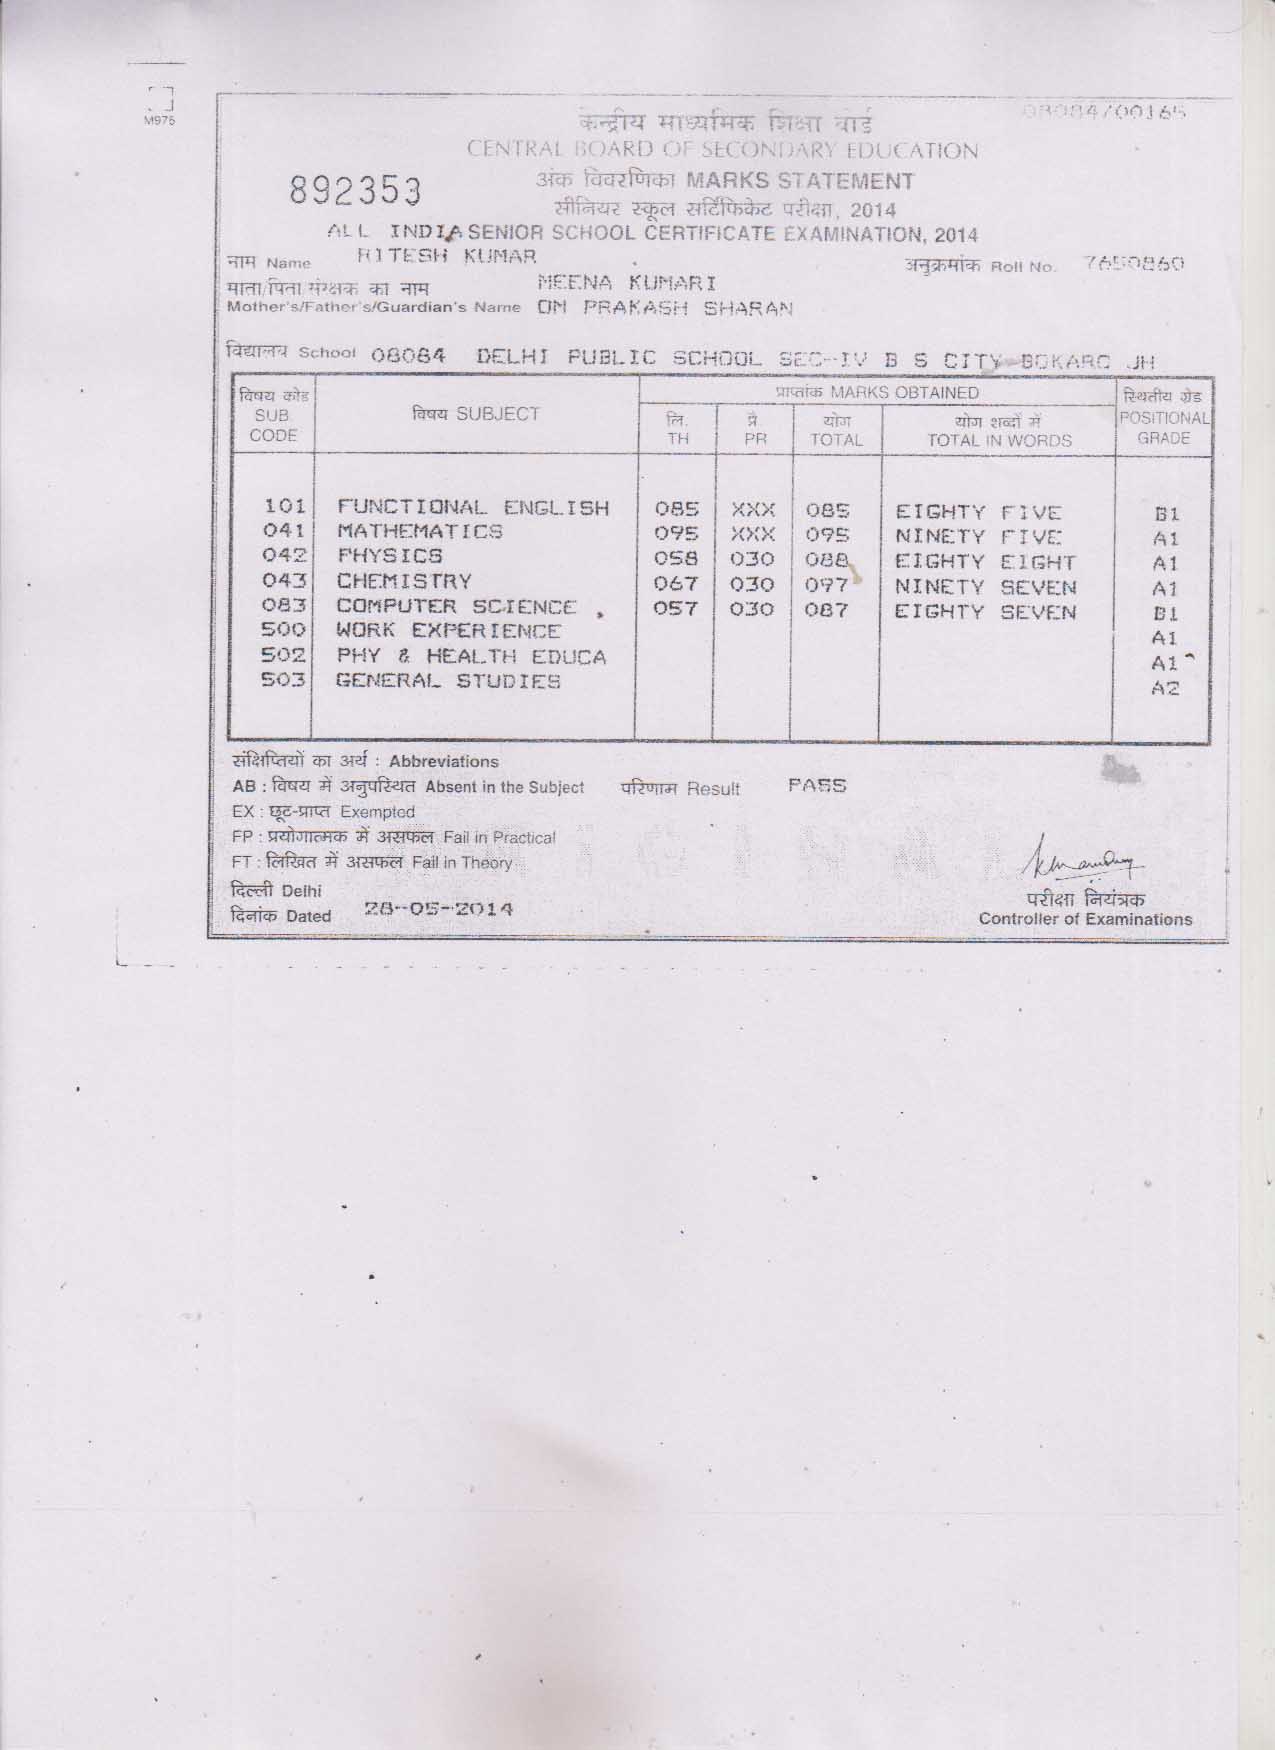 M975
08084/00165
केन्द्रीय माध्यमिक शिक्षा बोर्ड
CENTRAL BOARD OF SECONDARY EDUCATION
892353
अंक विवरणिका MARKS STATEMENT
सीनियर स्कूल सर्टिफिकेट परीक्षा, 2014
ALL INDIA SENIOR SCHOOL CERTIFICATE EXAMINATION, 2014
नाम Name RITESH KUMAR अनुक्रमांक Roll No. 7650860
माता/पिता संरक्षक का नाम MEENA KUMARI
Mother's/Father's/Guardian's Name OM PRAKASH SHARAN
विद्यालय School 08084 DELHI PUBLIC SCHOOL SEC-IV B S CITY BOKARO JH
विषय कोड SUB. CODE विषय SUBJECT प्राप्तांक MARKS OBTAINED स्थितीय ग्रेड POSITIONAL GRADE
लि. TH प्रै. PR योग TOTAL योग शब्दों में TOTAL IN WORDS
101 FUNCTIONAL ENGLISH 085 XXX 085 EIGHTY FIVE B1
041 MATHEMATICS 095 XXX 095 NINETY FIVE A1
042 PHYSICS 058 030 088 EIGHTY EIGHT A1
043 CHEMISTRY 067 030 097 NINETY SEVEN A1
083 COMPUTER SCIENCE 057 030 087 EIGHTY SEVEN B1
500 WORK EXPERIENCE A1
502 PHY & HEALTH EDUCA A1
503 GENERAL STUDIES A2
संक्षिप्तियों का अर्थ : Abbreviations
AB : विषय में अनुपस्थित Absent in the Subject परिणाम Result PASS
EX : छूट-प्राप्त Exempted
FP : प्रयोगात्मक में असफल Fail in Practical
FT : लिखित में असफल Fail in Theory
दिल्ली Delhi
दिनांक Dated 28-05-2014
परीक्षा नियंत्रक
Controller of Examinations